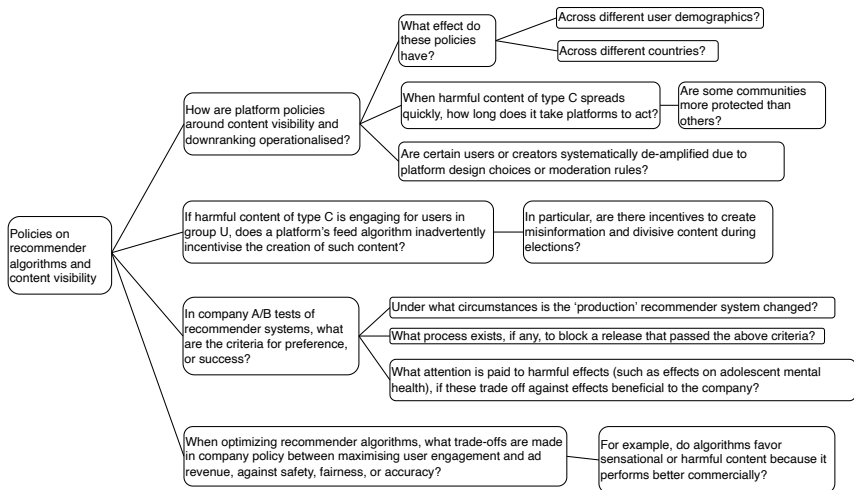 Policies on
recommender
algorithms and
content visibility
How are platform policies
around content visibility and
downranking operationalised?
What effect do
these policies
have?
Across different user demographics?
Across different countries?
When harmful content of type C spreads
quickly, how long does it take platforms to act?
Are some communities
more protected than
others?
Are certain users or creators systematically de-amplified due to
platform design choices or moderation rules?
If harmful content of type C is engaging for users in
group U, does a platform's feed algorithm inadvertently
incentivise the creation of such content?
In particular, are there incentives to create
misinformation and divisive content during
elections?
In company A/B tests of
recommender systems, what
are the criteria for preference,
or success?
Under what circumstances is the ‘production’ recommender system changed?
What process exists, if any, to block a release that passed the above criteria?
What attention is paid to harmful effects (such as effects on adolescent mental
health), if these trade off against effects beneficial to the company?
When optimizing recommender algorithms, what trade-offs are made
in company policy between maximising user engagement and ad
revenue, against safety, fairness, or accuracy?
For example, do algorithms favor
sensational or harmful content because it
performs better commercially?